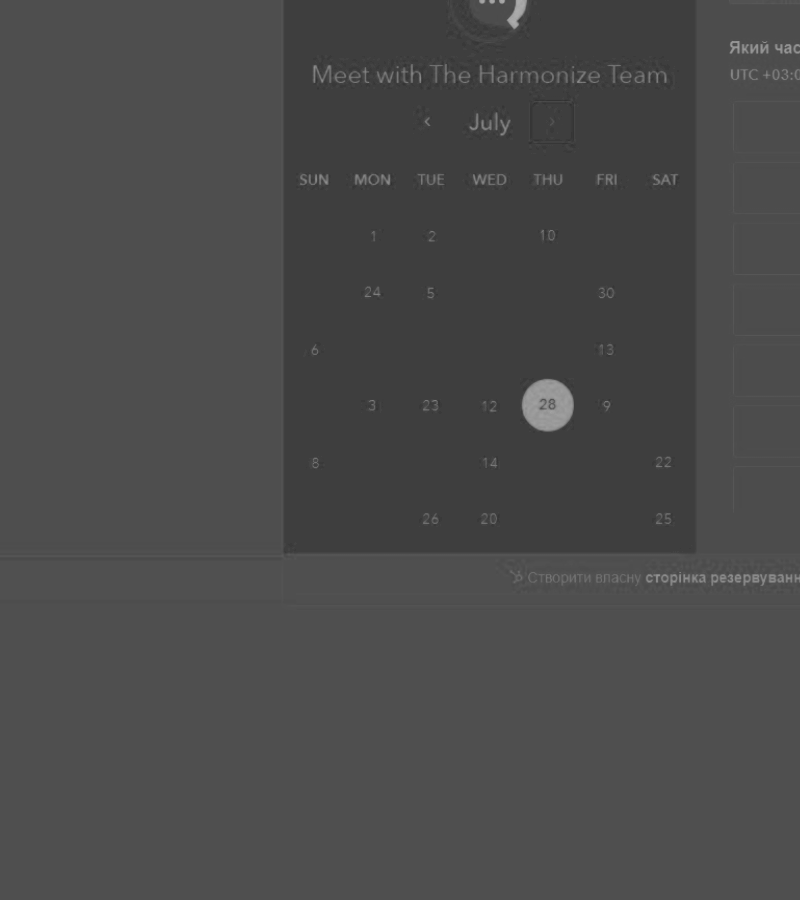 Який час
UTC +03:0
Meet with The Harmonize Team
July
SUN MON TUE WED THU FRI SAT
1 2 10
24 5 30
6 13
3 23 12 28 9
8 14 22
26 20 25
Створити власну сторінка резервуванн